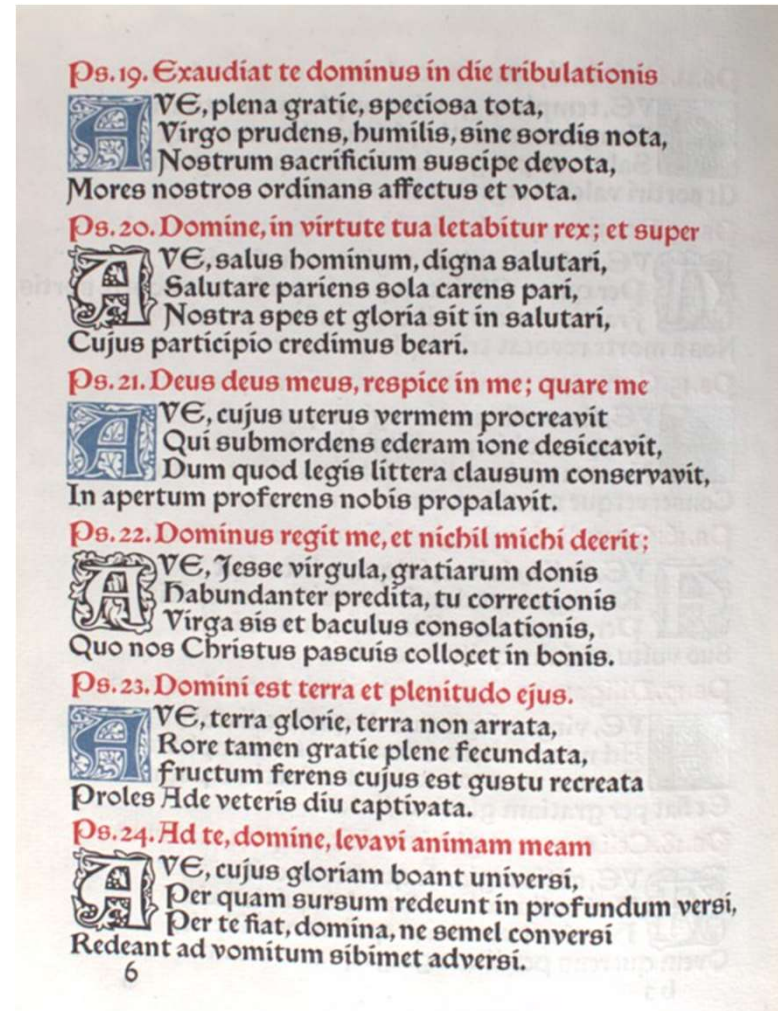 Ps. 19. Exaudiat te dominus in die tribulationis
AVE, plena gratie, speciosa tota,
Virgo prudens, humilis, sine sordis nota,
Nostrum sacrificium suscipe devota,
Mores nostros ordinans affectus et vota.
Ps. 20. Domine, in virtute tua letabitur rex; et super
AVE, salus hominum, digna salutari,
Salutare pariens sola carens pari,
Nostra spes et gloria sit in salutari,
Cujus participio credimus beari.
Ps. 21. Deus deus meus, respice in me; quare me
AVE, cujus uterus vermem procreavit
Qui submordens ederam ione desiccavit,
Dum quod legis littera clausum conservavit,
In apertum proferens nobis propalavit.
Ps. 22. Dominus regit me, et nichil michi deerit;
AVE, Jesse virgula, gratiarum donis
Habundanter predita, tu correctionis
Virga sis et baculus consolationis,
Quo nos Christus pascuis collocet in bonis.
Ps. 23. Domini est terra et plenitudo ejus.
AVE, terra glorie, terra non arrata,
Rore tamen gratie plene fecundata,
Fructum ferens cujus est gustu recreata
Proles Ade veteris diu captivata.
Ps. 24. Ad te, domine, levavi animam meam
AVE, cujus gloriam boant universi,
Per quam sursum redeunt in profundum versi,
Per te fiat, domina, ne semel conversi
Redeant ad vomitum sibimet adversi.
6